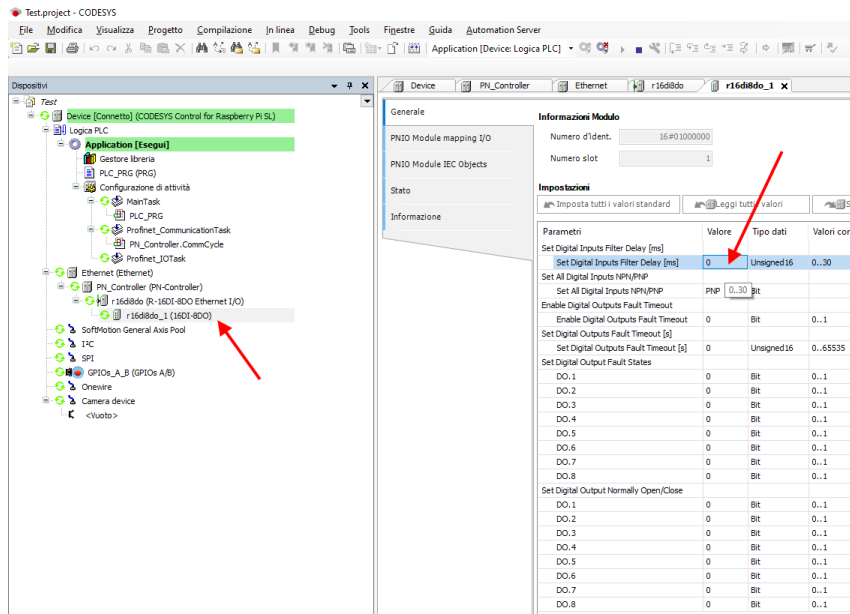 Test.project - CODESYS
File Modifica Visualizza Progetto Compilazione In linea Debug Tools Finestre Guida Automation Server
Application [Device: Logica PLC]
Dispositivi
Test
Device [Connetto] (CODESYS Control for Raspberry Pi SL)
Logica PLC
Application [Esegui]
Gestore libreria
PLC_PRG (PRG)
Configurazione di attività
MainTask
PLC_PRG
Profinet_CommunicationTask
PN_Controller.CommCycle
Profinet_IOTask
Ethernet (Ethernet)
PN_Controller (PN-Controller)
r16di8do (R-16DI-8DO Ethernet I/O)
r16di8do_1 (16DI-8DO)
SoftMotion General Axis Pool
I²C
SPI
GPIOs_A_B (GPIOs A/B)
Onewire
Camera device
<Vuoto>
Device PN_Controller Ethernet r16di8do r16di8do_1
Generale
PNIO Module mapping I/O
PNIO Module IEC Objects
Stato
Informazione
Informazioni Modulo
Numero d'ident. 16#01000000
Numero slot 1
Impostazioni
Imposta tutti i valori standard Leggi tutti valori S
Parametri Valore Tipo dati Valori cor
Set Digital Inputs Filter Delay [ms]
Set Digital Inputs Filter Delay [ms] 0 Unsigned16 0..30
Set All Digital Inputs NPN/PNP
Set All Digital Inputs NPN/PNP PNP 0..30 Bit
Enable Digital Outputs Fault Timeout
Enable Digital Outputs Fault Timeout 0 Bit 0..1
Set Digital Outputs Fault Timeout [s]
Set Digital Outputs Fault Timeout [s] 0 Unsigned16 0..65535
Set Digital Output Fault States
DO.1 0 Bit 0..1
DO.2 0 Bit 0..1
DO.3 0 Bit 0..1
DO.4 0 Bit 0..1
DO.5 0 Bit 0..1
DO.6 0 Bit 0..1
DO.7 0 Bit 0..1
DO.8 0 Bit 0..1
Set Digital Output Normally Open/Close
DO.1 0 Bit 0..1
DO.2 0 Bit 0..1
DO.3 0 Bit 0..1
DO.4 0 Bit 0..1
DO.5 0 Bit 0..1
DO.6 0 Bit 0..1
DO.7 0 Bit 0..1
DO.8 0 Bit 0..1